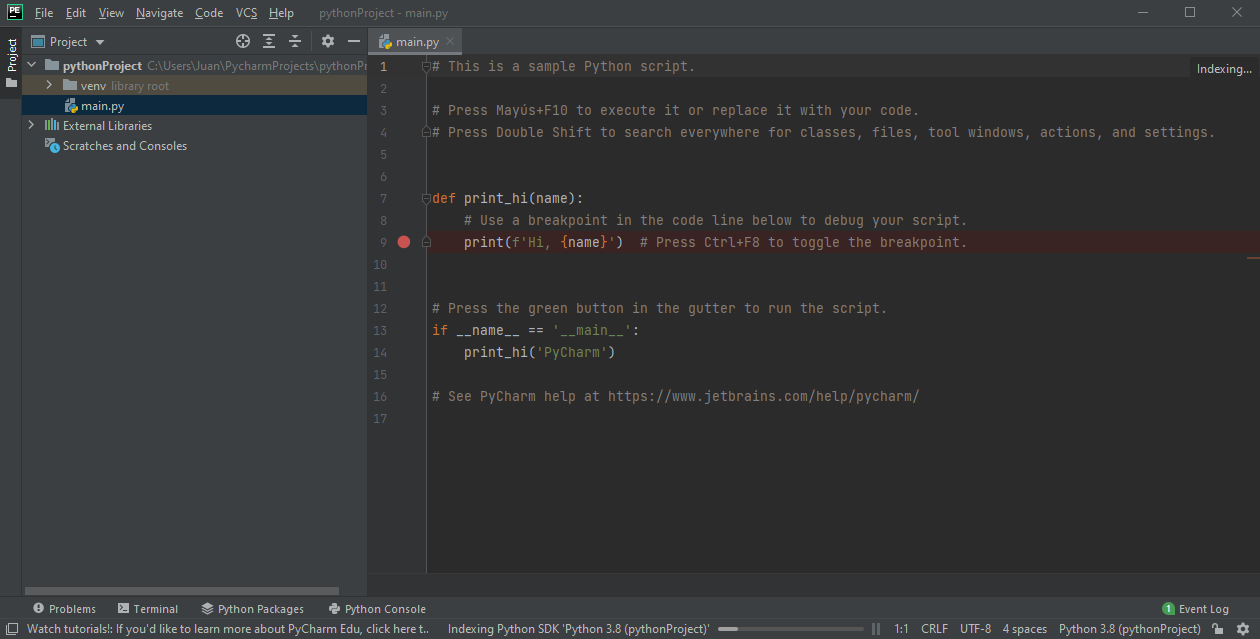 PE File Edit View Navigate Code VCS Help pythonProject - main.py
Project
Project
main.py
pythonProject C:\Users\Juan\PycharmProjects\pythonPr
venv library root
main.py
External Libraries
Scratches and Consoles
Indexing...
1 # This is a sample Python script.
2
3 # Press Mayús+F10 to execute it or replace it with your code.
4 # Press Double Shift to search everywhere for classes, files, tool windows, actions, and settings.
5
6
7 def print_hi(name):
8 # Use a breakpoint in the code line below to debug your script.
9 print(f'Hi, {name}') # Press Ctrl+F8 to toggle the breakpoint.
10
11
12 # Press the green button in the gutter to run the script.
13 if __name__ == '__main__':
14 print_hi('PyCharm')
15
16 # See PyCharm help at https://www.jetbrains.com/help/pycharm/
17
Problems Terminal Python Packages Python Console 1 Event Log
Watch tutorials!: If you'd like to learn more about PyCharm Edu, click here t.. Indexing Python SDK 'Python 3.8 (pythonProject)' 1:1 CRLF UTF-8 4 spaces Python 3.8 (pythonProject)